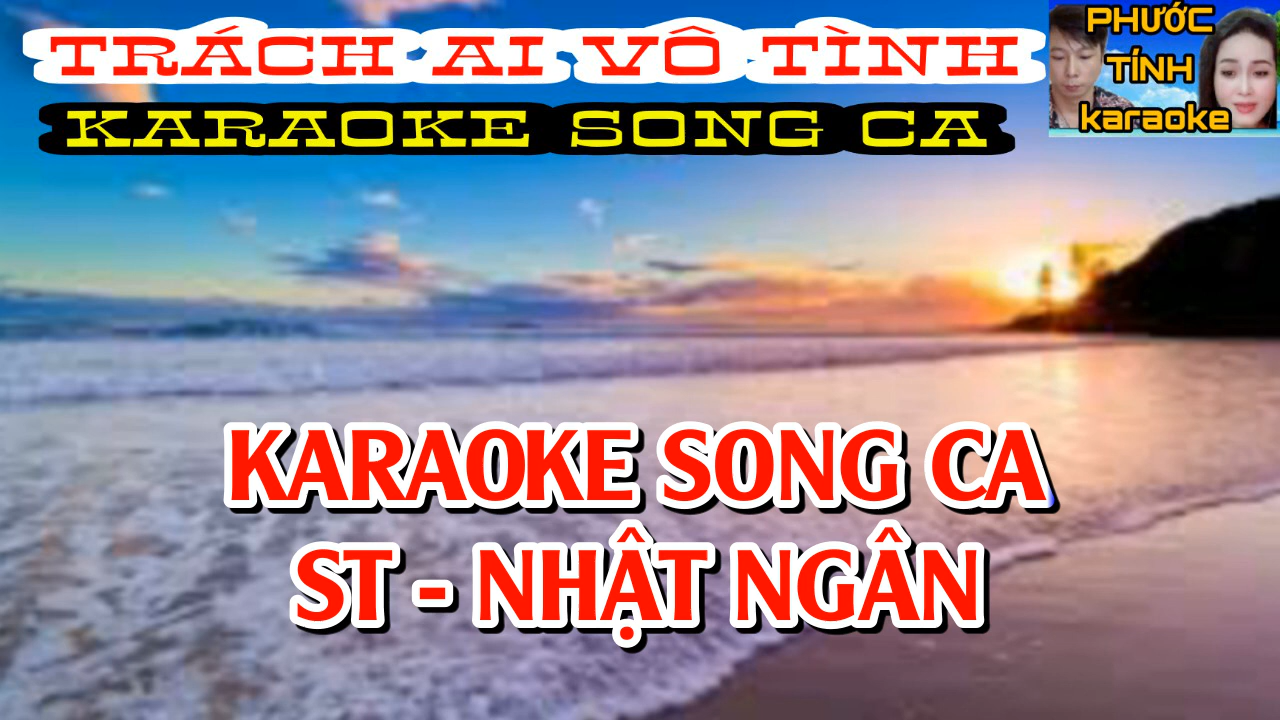 TRÁCH AI VÔ TÌNH
KARAOKE SONG CA
PHƯỚC
TÍNH
karaoke
KARAOKE SONG CA
ST - NHẬT NGÂN